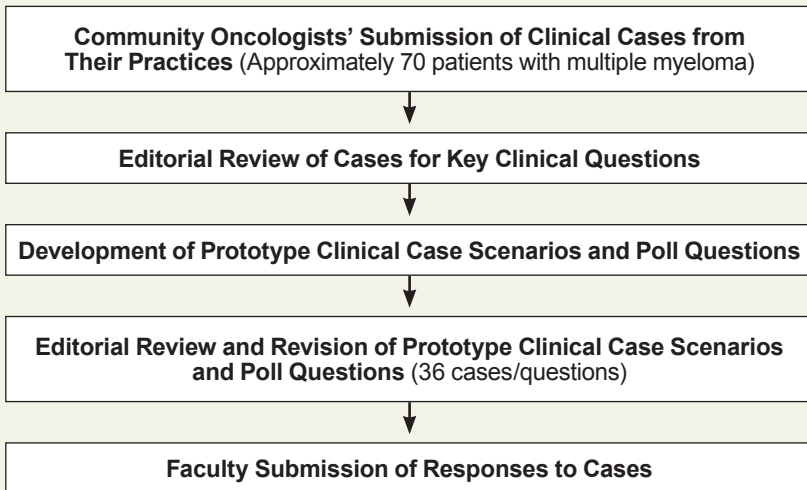 Community Oncologists’ Submission of Clinical Cases from
Their Practices (Approximately 70 patients with multiple myeloma)
Editorial Review of Cases for Key Clinical Questions
Development of Prototype Clinical Case Scenarios and Poll Questions
Editorial Review and Revision of Prototype Clinical Case Scenarios
and Poll Questions (36 cases/questions)
Faculty Submission of Responses to Cases